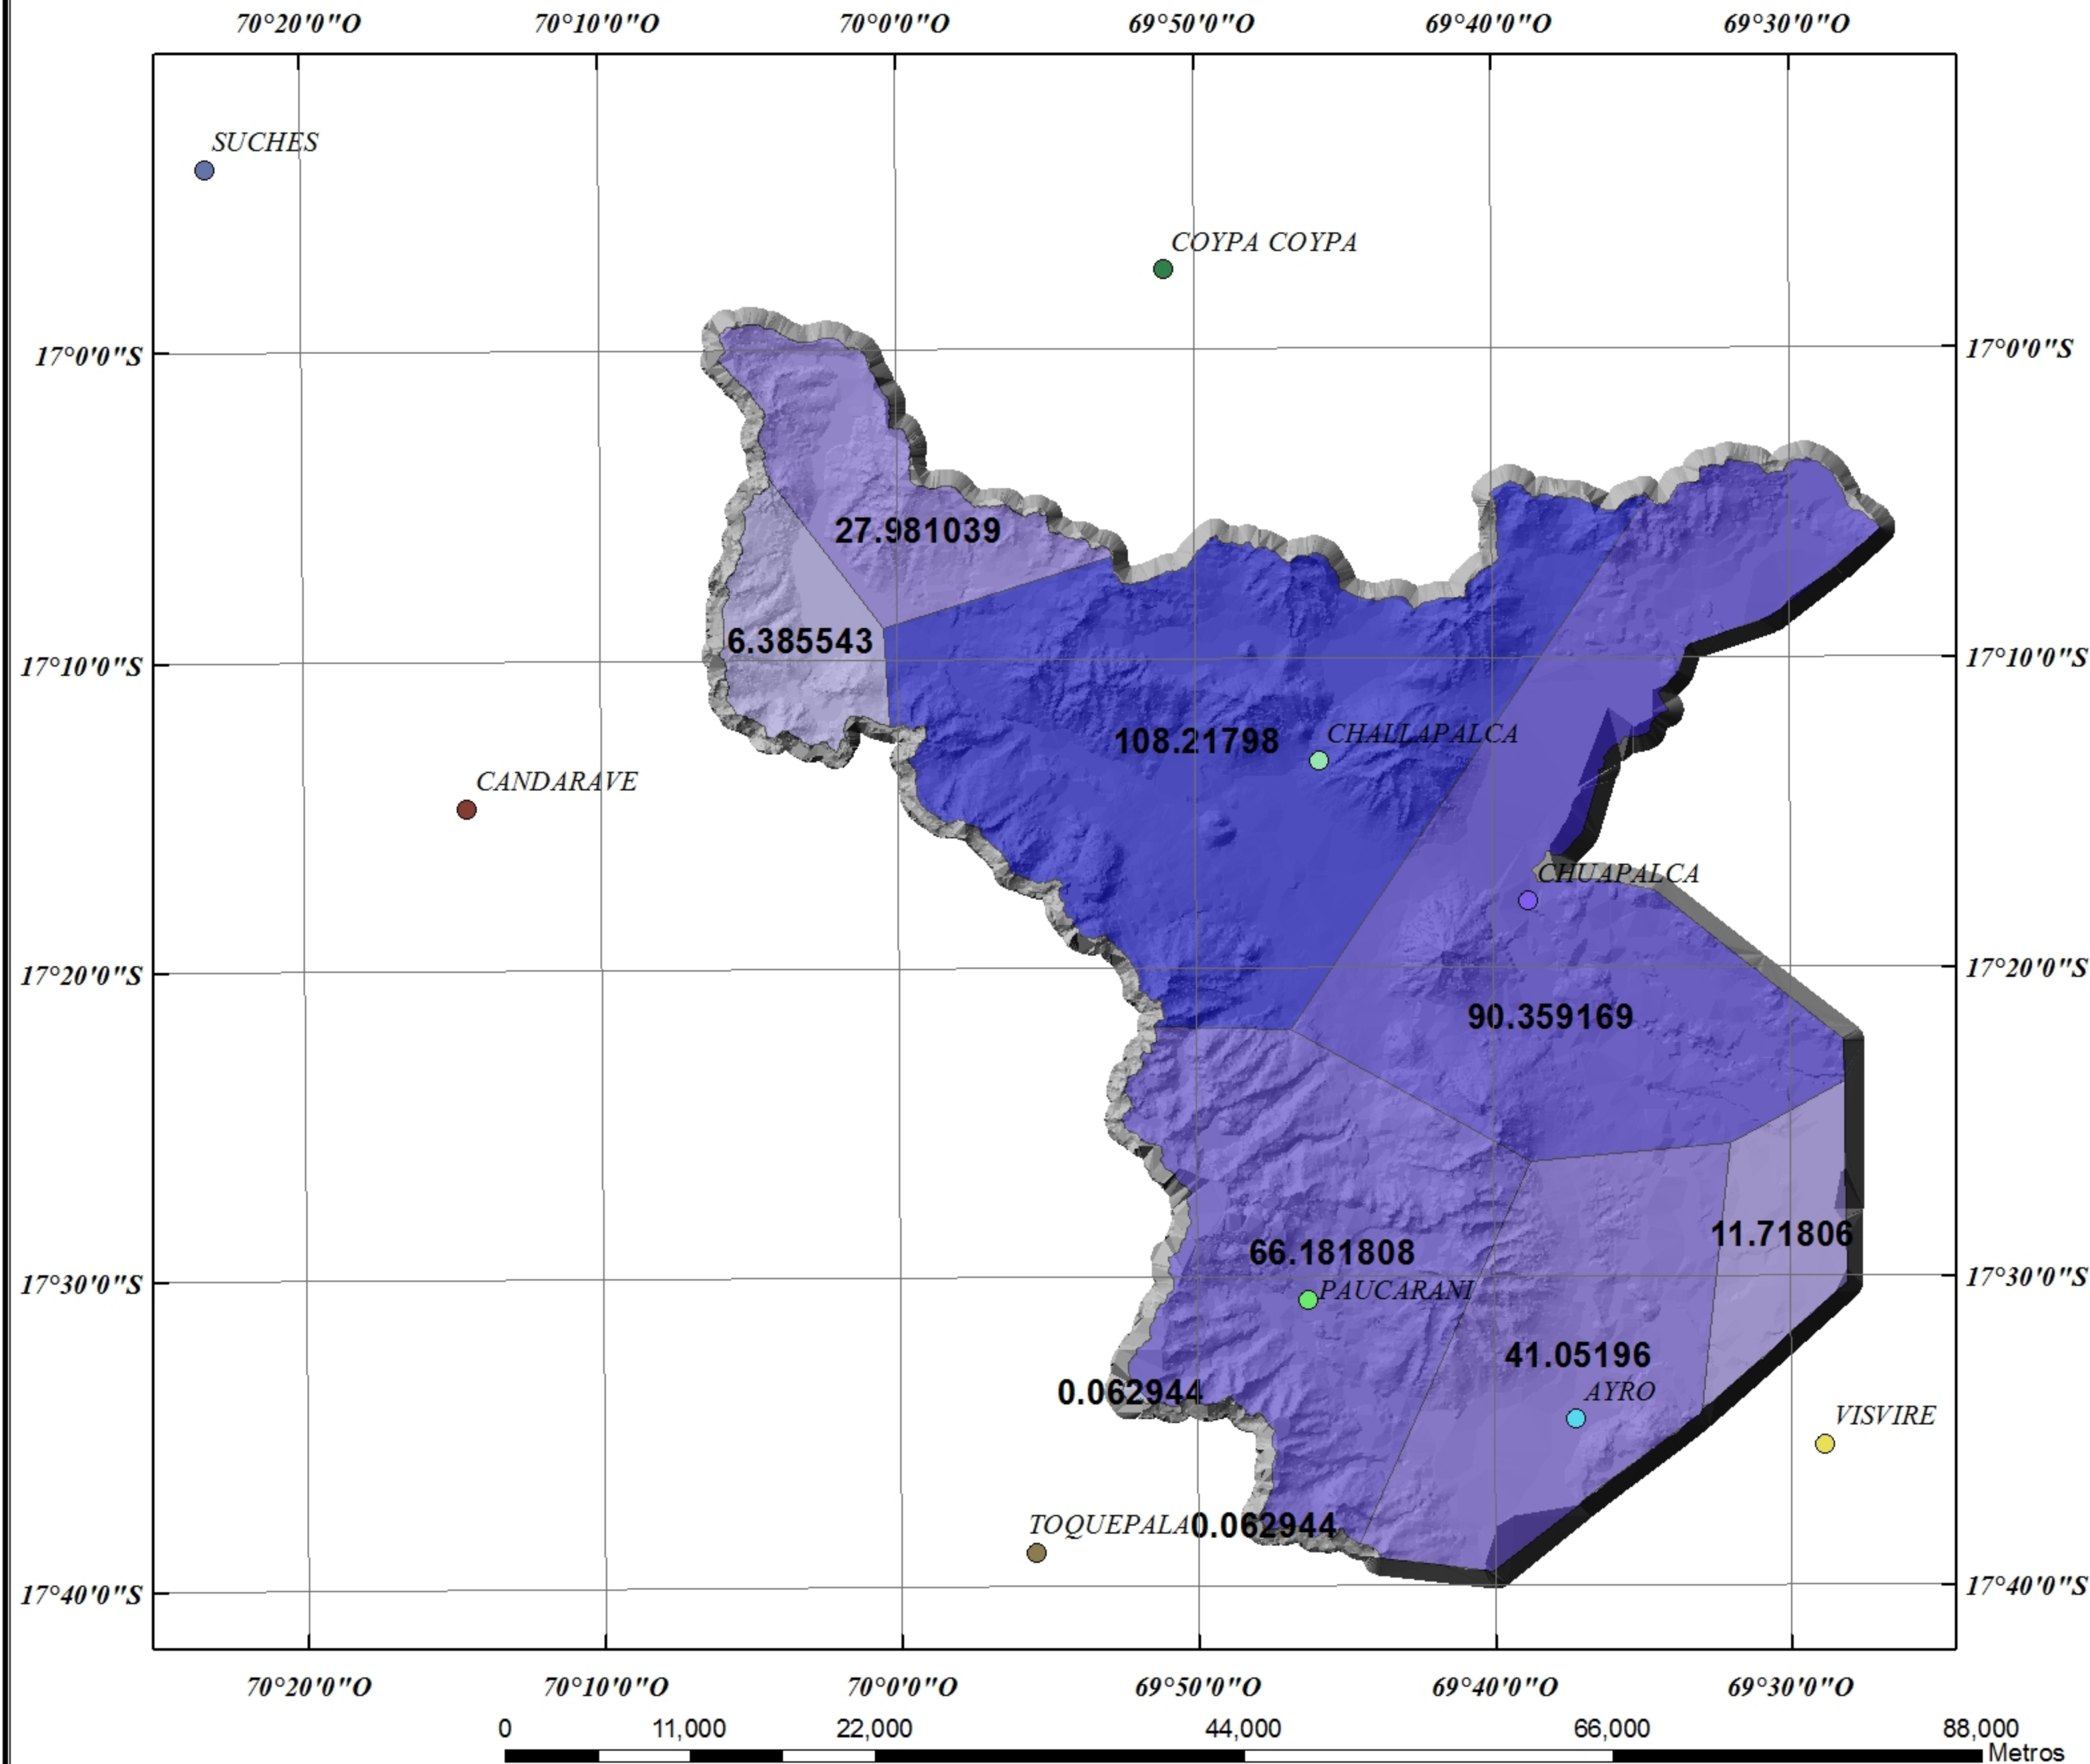 70°20'0"O 70°10'0"O 70°0'0"O 69°50'0"O 69°40'0"O 69°30'0"O
SUCHES
COYPA COYPA
17°0'0"S 17°0'0"S
27.981039
6.385543
17°10'0"S 17°10'0"S
108.21798 CHALLAPALCA
CANDARAVE
CHUAPALCA
17°20'0"S 17°20'0"S
90.359169
11.71806
66.181808
17°30'0"S 17°30'0"S
PAUCARANI
41.05196
0.062944 AYRO
VISVIRE
TOQUEPALA 0.062944
17°40'0"S 17°40'0"S
70°20'0"O 70°10'0"O 70°0'0"O 69°50'0"O 69°40'0"O 69°30'0"O
0 11,000 22,000 44,000 66,000 88,000
Metros